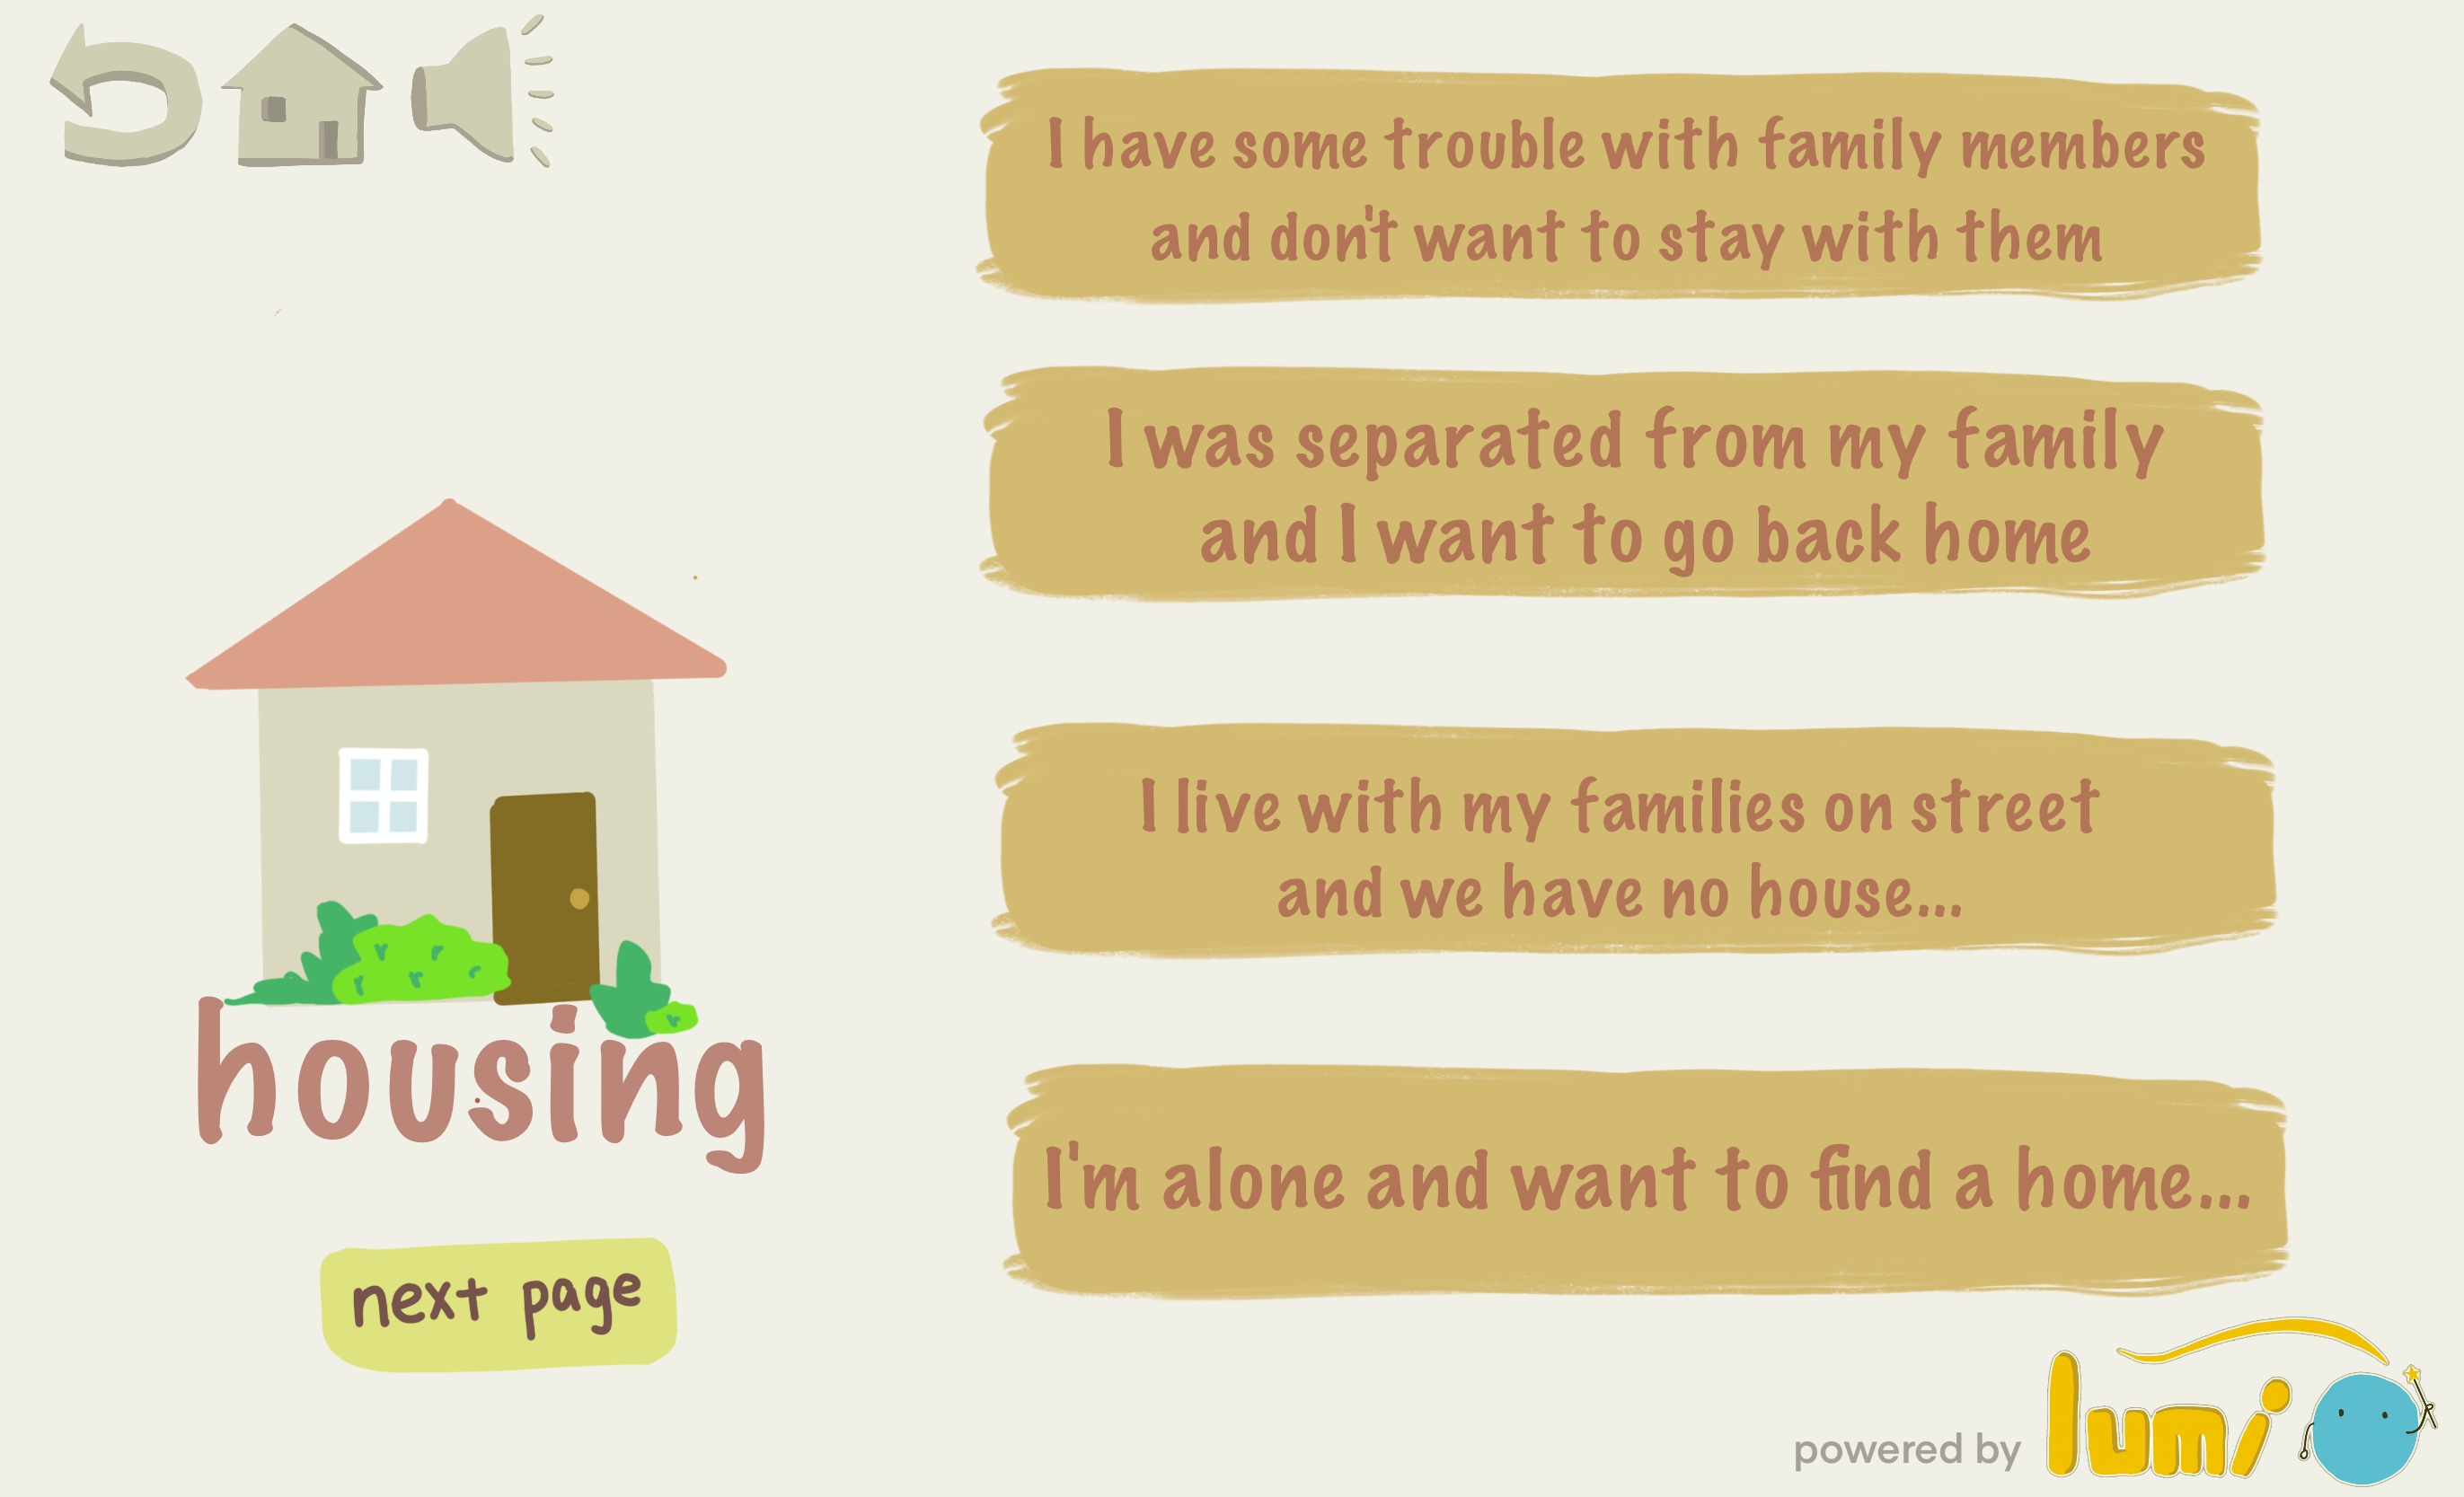 I have some trouble with family members
and don't want to stay with them
I was separated from my family
and I want to go back home
I live with my families on street
and we have no house....
I'm alone and want to find a home...
housing
next page
powered by lumi